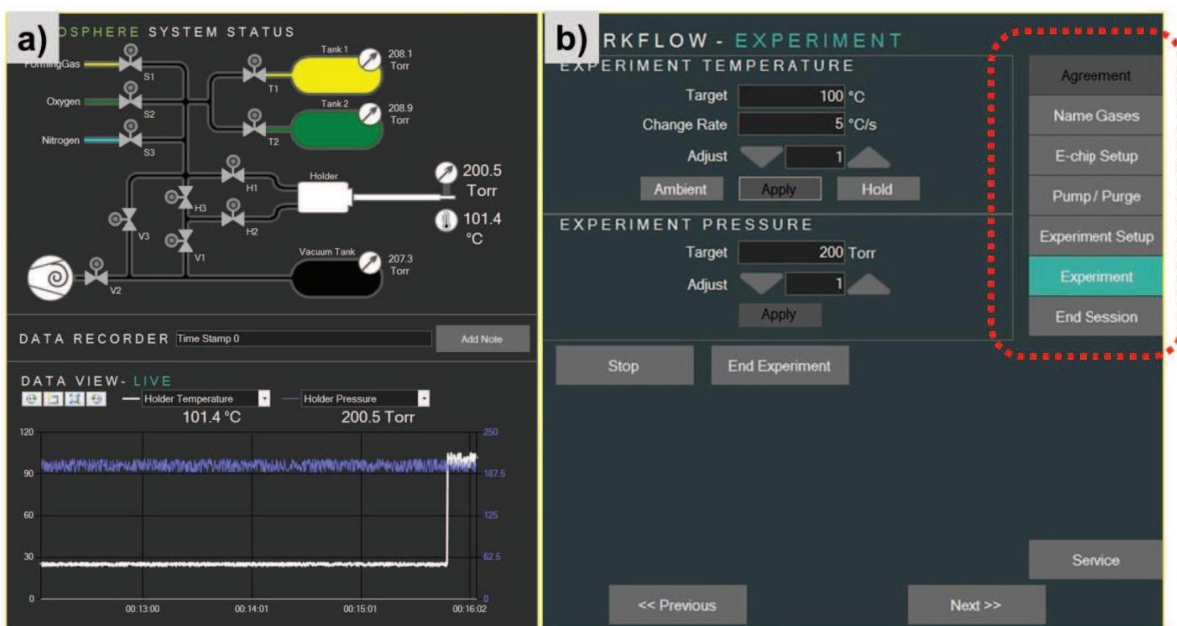 a)
OSPHERE SYSTEM STATUS
FormingGas
S1
Oxygen
S2
Nitrogen
S3
Tank 1
208.1
Torr
T1
Tank 2
208.9
Torr
T2
Holder
H1
H3
H2
200.5
Torr
101.4
°C
V3
V1
V2
Vacuum Tank
207.3
Torr
DATA RECORDER Time Stamp 0 Add Note
DATA VIEW- LIVE
Holder Temperature Holder Pressure
101.4 °C 200.5 Torr
120 250
90 187.5
60 125
30 62.5
0 0
00:13:00 00:14:01 00:15:01 00:16:02
b)
RKFLOW - EXPERIMENT
EXPERIMENT TEMPERATURE
Target 100 °C
Change Rate 5 °C/s
Adjust 1
Ambient Apply Hold
EXPERIMENT PRESSURE
Target 200 Torr
Adjust 1
Apply
Stop End Experiment
Agreement
Name Gases
E-chip Setup
Pump / Purge
Experiment Setup
Experiment
End Session
Service
<< Previous Next >>